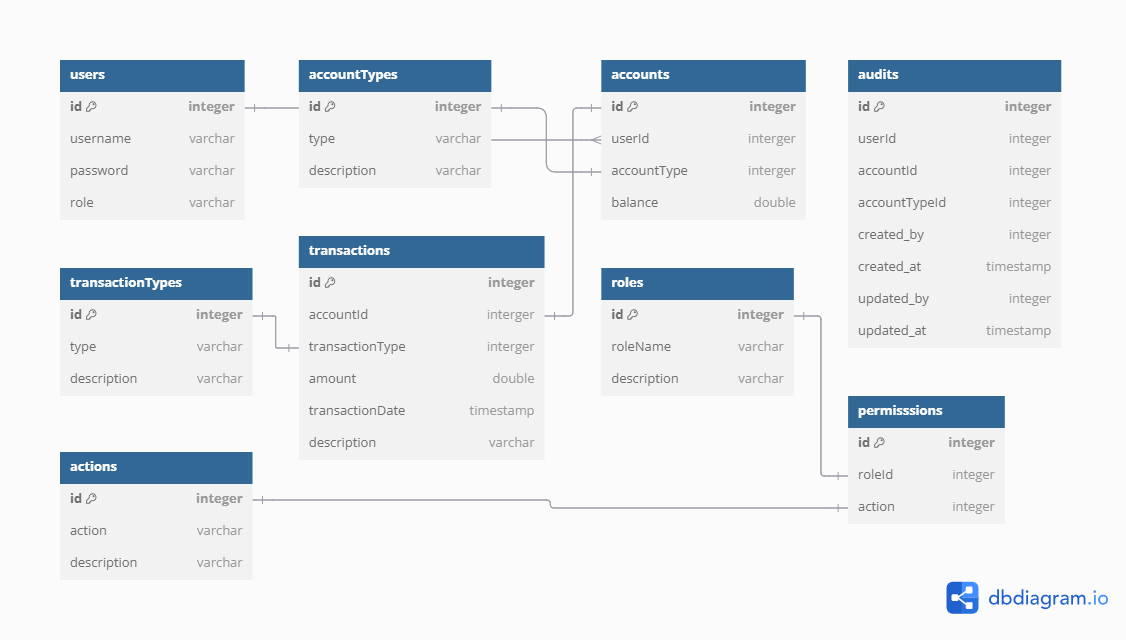 users
id integer
username varchar
password varchar
role varchar
accountTypes
id integer
type varchar
description varchar
accounts
id integer
userId interger
accountType interger
balance double
audits
id integer
userId integer
accountId integer
accountTypeId integer
created_by integer
created_at timestamp
updated_by integer
updated_at timestamp
transactionTypes
id integer
type varchar
description varchar
transactions
id integer
accountId interger
transactionType interger
amount double
transactionDate timestamp
description varchar
roles
id integer
roleName varchar
description varchar
permisssions
id integer
roleId integer
action integer
actions
id integer
action varchar
description varchar
dbdiagram.io